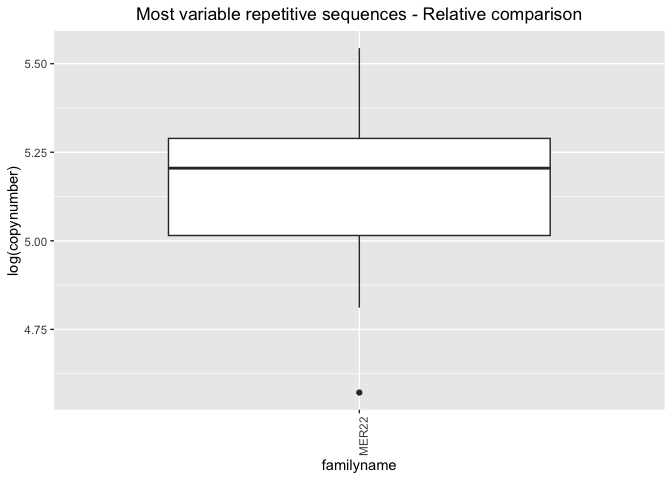 Most variable repetitive sequences - Relative comparison
5.50
5.25
5.00
4.75
log(copynumber)
MER22
familyname